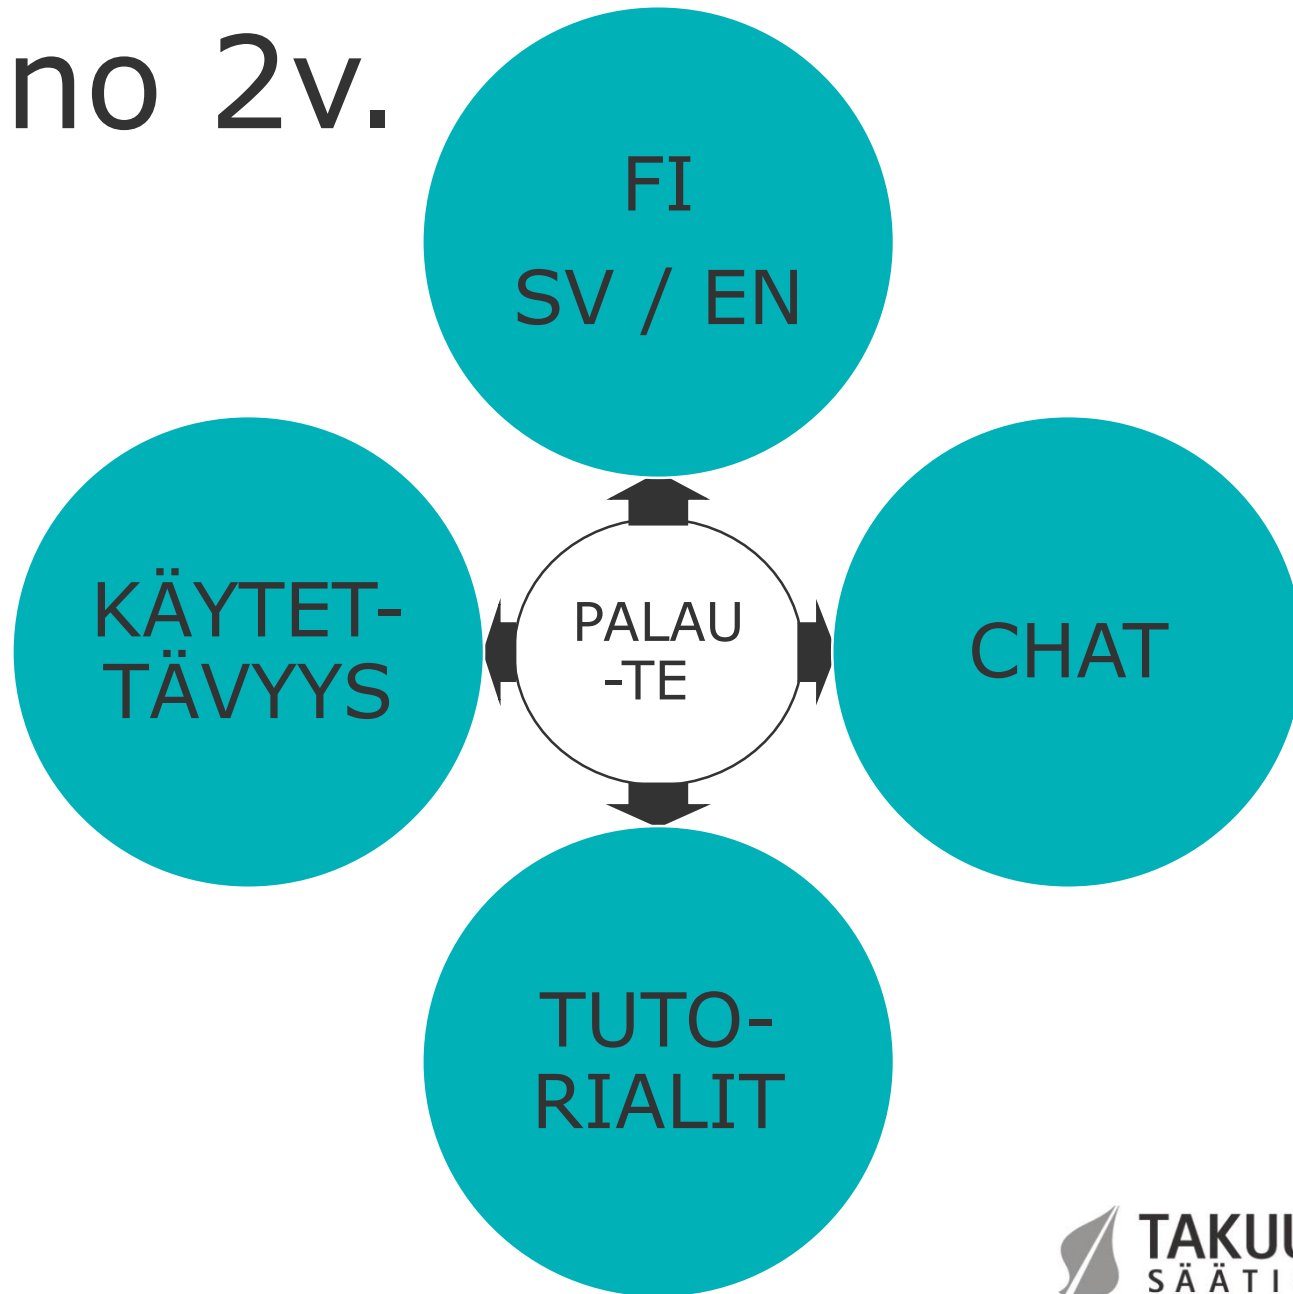 no 2v.
FI
SV / EN
KÄYTET-
TÄVYYS
PALAU
-TE
CHAT
TUTO-
RIALIT